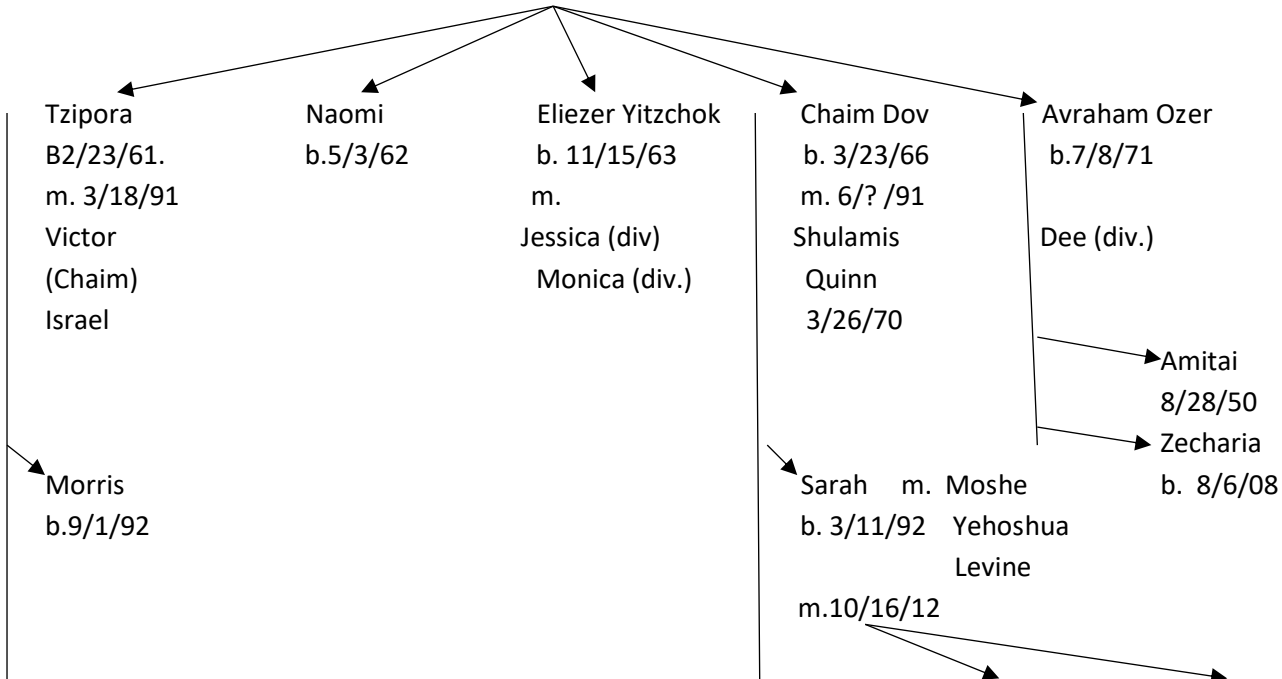 Tzipora Naomi Eliezer Yitzchok Chaim Dov Avraham Ozer
B2/23/61. b.5/3/62 b. 11/15/63 b. 3/23/66 b.7/8/71
m. 3/18/91 m. m. 6/? /91
Victor Jessica (div) Shulamis Dee (div.)
(Chaim) Monica (div.) Quinn
Israel 3/26/70
Amitai
8/28/50
Zecharia
Morris Sarah m. Moshe b. 8/6/08
b.9/1/92 b. 3/11/92 Yehoshua
Levine
m.10/16/12